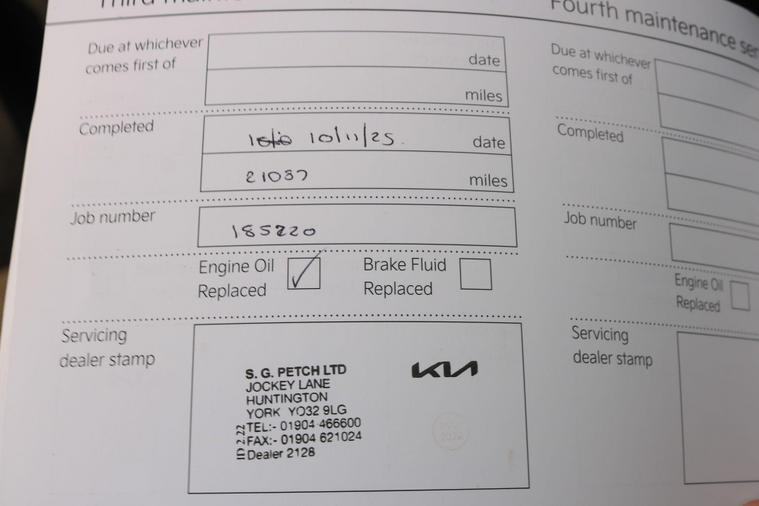 Fourth maintenance
Due at whichever
comes first of
date
miles
Completed
10/11/25 date
21037 miles
Job number
185220
Engine Oil
Replaced
Brake Fluid
Replaced
Servicing
dealer stamp
S. G. PETCH LTD
JOCKEY LANE
HUNTINGTON
YORK YO32 9LG
TEL:- 01904 466600
FAX:- 01904 621024
Dealer 2128
KIA
Due at whichever
comes first of
Completed
Job number
Engine Oil
Replaced
Servicing
dealer stamp